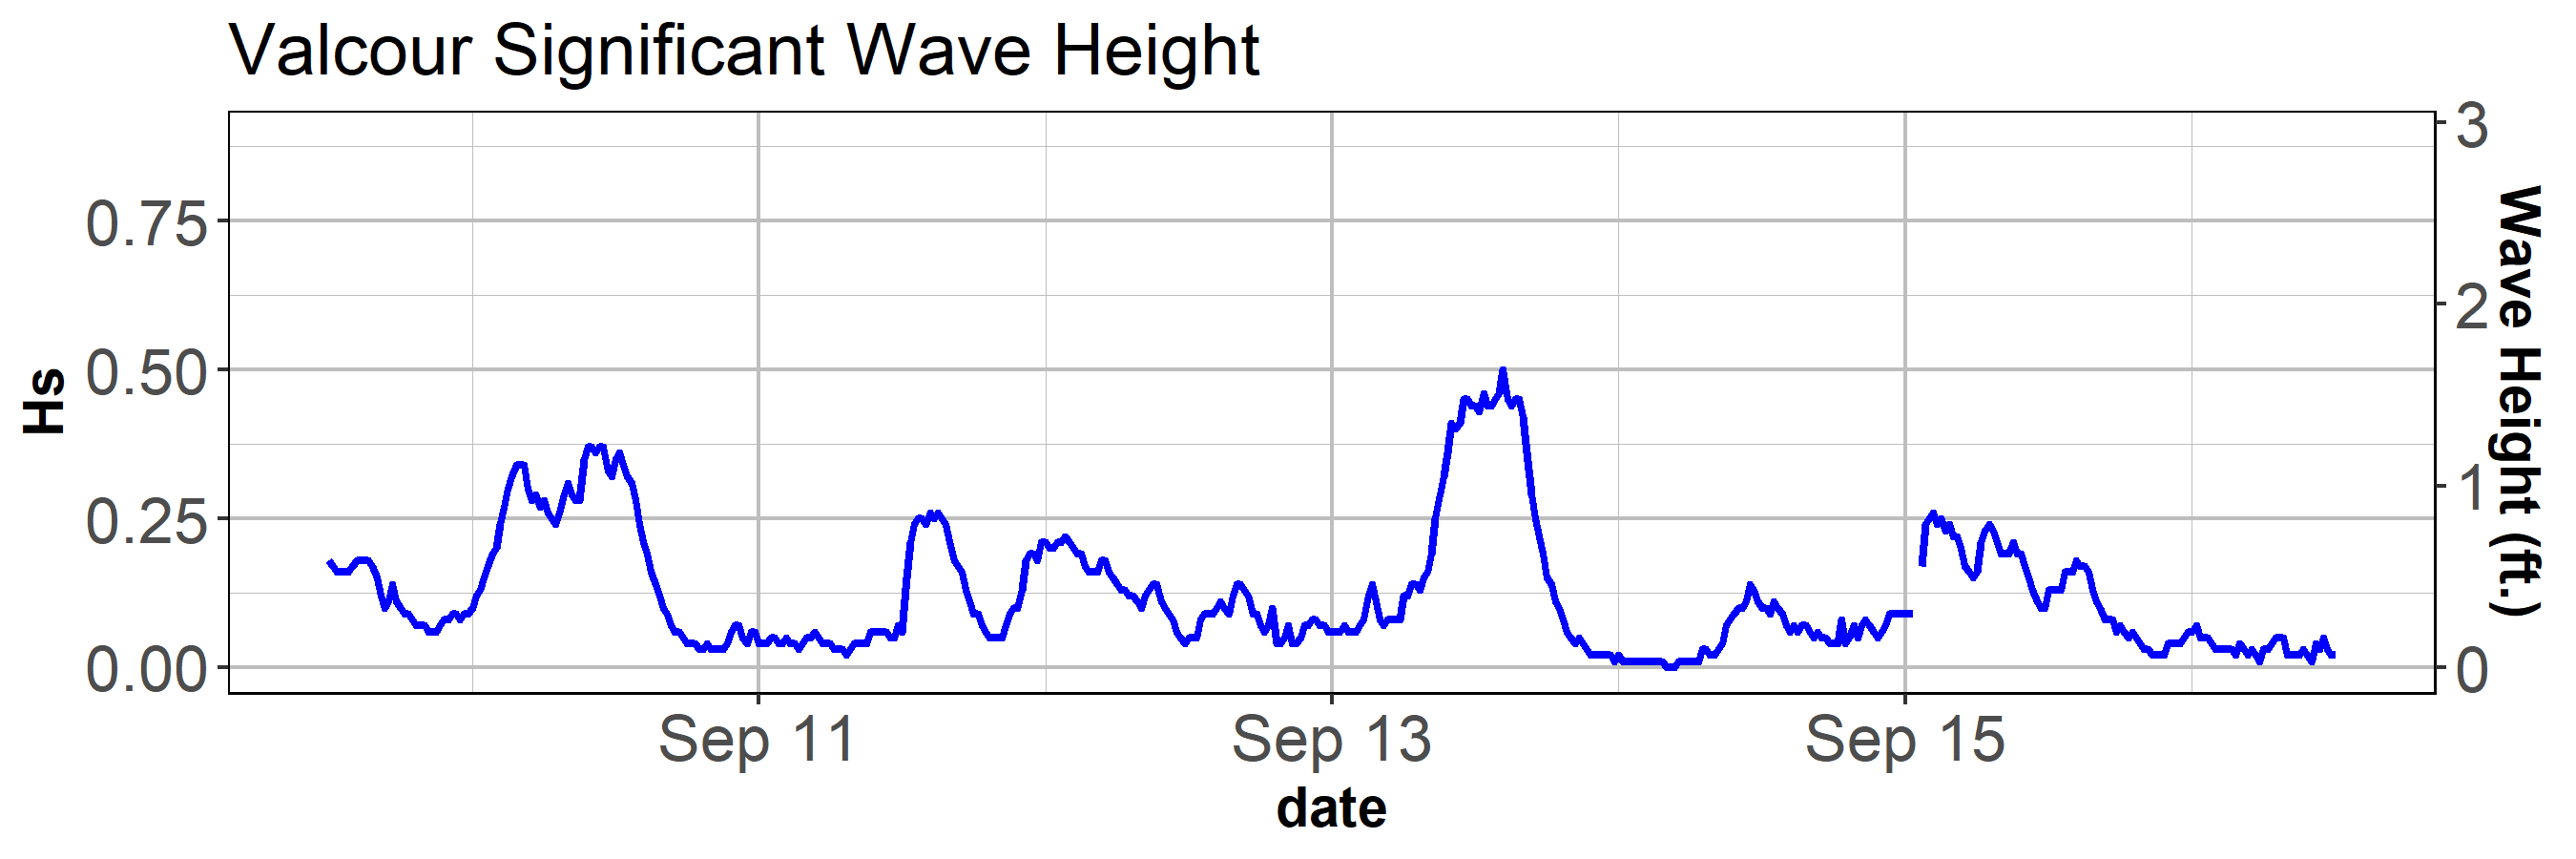 Valcour Significant Wave Height
Hs
0.75
0.50
0.25
0.00
3
2
1
0
Wave Height (ft.)
Sep 11
Sep 13
Sep 15
date